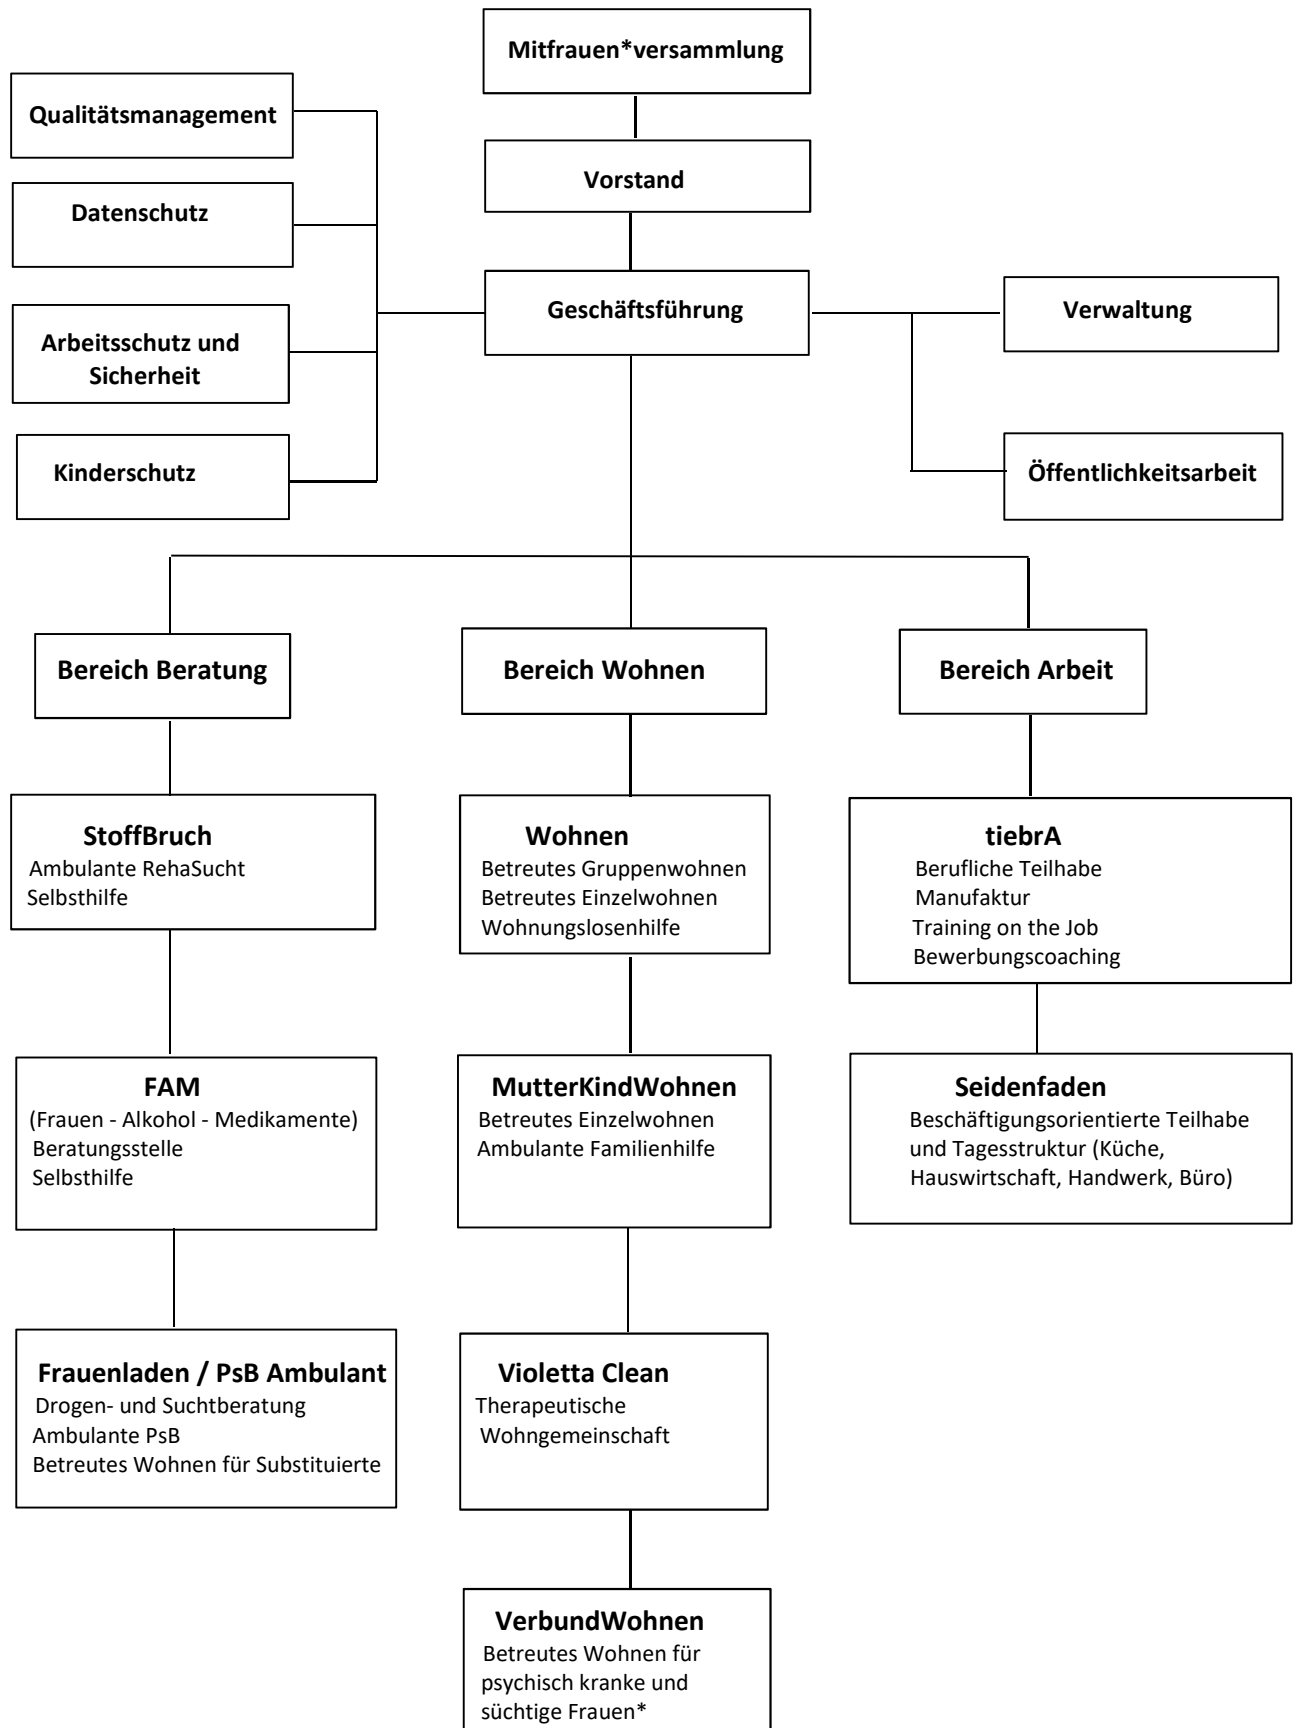 Mitfrauen*versammlung
Qualitätsmanagement
Vorstand
Datenschutz
Geschäftsführung
Verwaltung
Arbeitsschutz und
Sicherheit
Kinderschutz
Öffentlichkeitsarbeit
Bereich Beratung
Bereich Wohnen
Bereich Arbeit
StoffBruch
Ambulante RehaSucht
Selbsthilfe
Wohnen
Betreutes Gruppenwohnen
Betreutes Einzelwohnen
Wohnungslosenhilfe
tiebrA
Berufliche Teilhabe
Manufaktur
Training on the Job
Bewerbungscoaching
FAM
(Frauen - Alkohol - Medikamente)
Beratungsstelle
Selbsthilfe
MutterKindWohnen
Betreutes Einzelwohnen
Ambulante Familienhilfe
Seidenfaden
Beschäftigungsorientierte Teilhabe
und Tagesstruktur (Küche,
Hauswirtschaft, Handwerk, Büro)
Frauenladen / PsB Ambulant
Drogen- und Suchtberatung
Ambulante PsB
Betreutes Wohnen für Substituierte
Violetta Clean
Therapeutische
Wohngemeinschaft
VerbundWohnen
Betreutes Wohnen für
psychisch kranke und
süchtige Frauen*